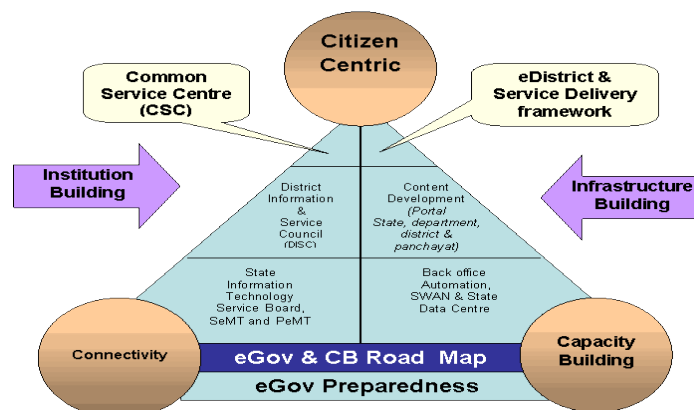 Citizen
Centric
Common
Service Centre
(CSC)
eDistrict &
Service Delivery
framework
Institution
Building
Infrastructure
Building
District
Information
&
Service
Council
(DISC)
Content
Development
(Portal
State, department,
district &
panchayat)
State
Information
Technology
Service Board,
SeMT and PeMT
Back office
Automation,
SWAN & State
Data Centre
Connectivity
Capacity
Building
eGov & CB Road Map
eGov Preparedness